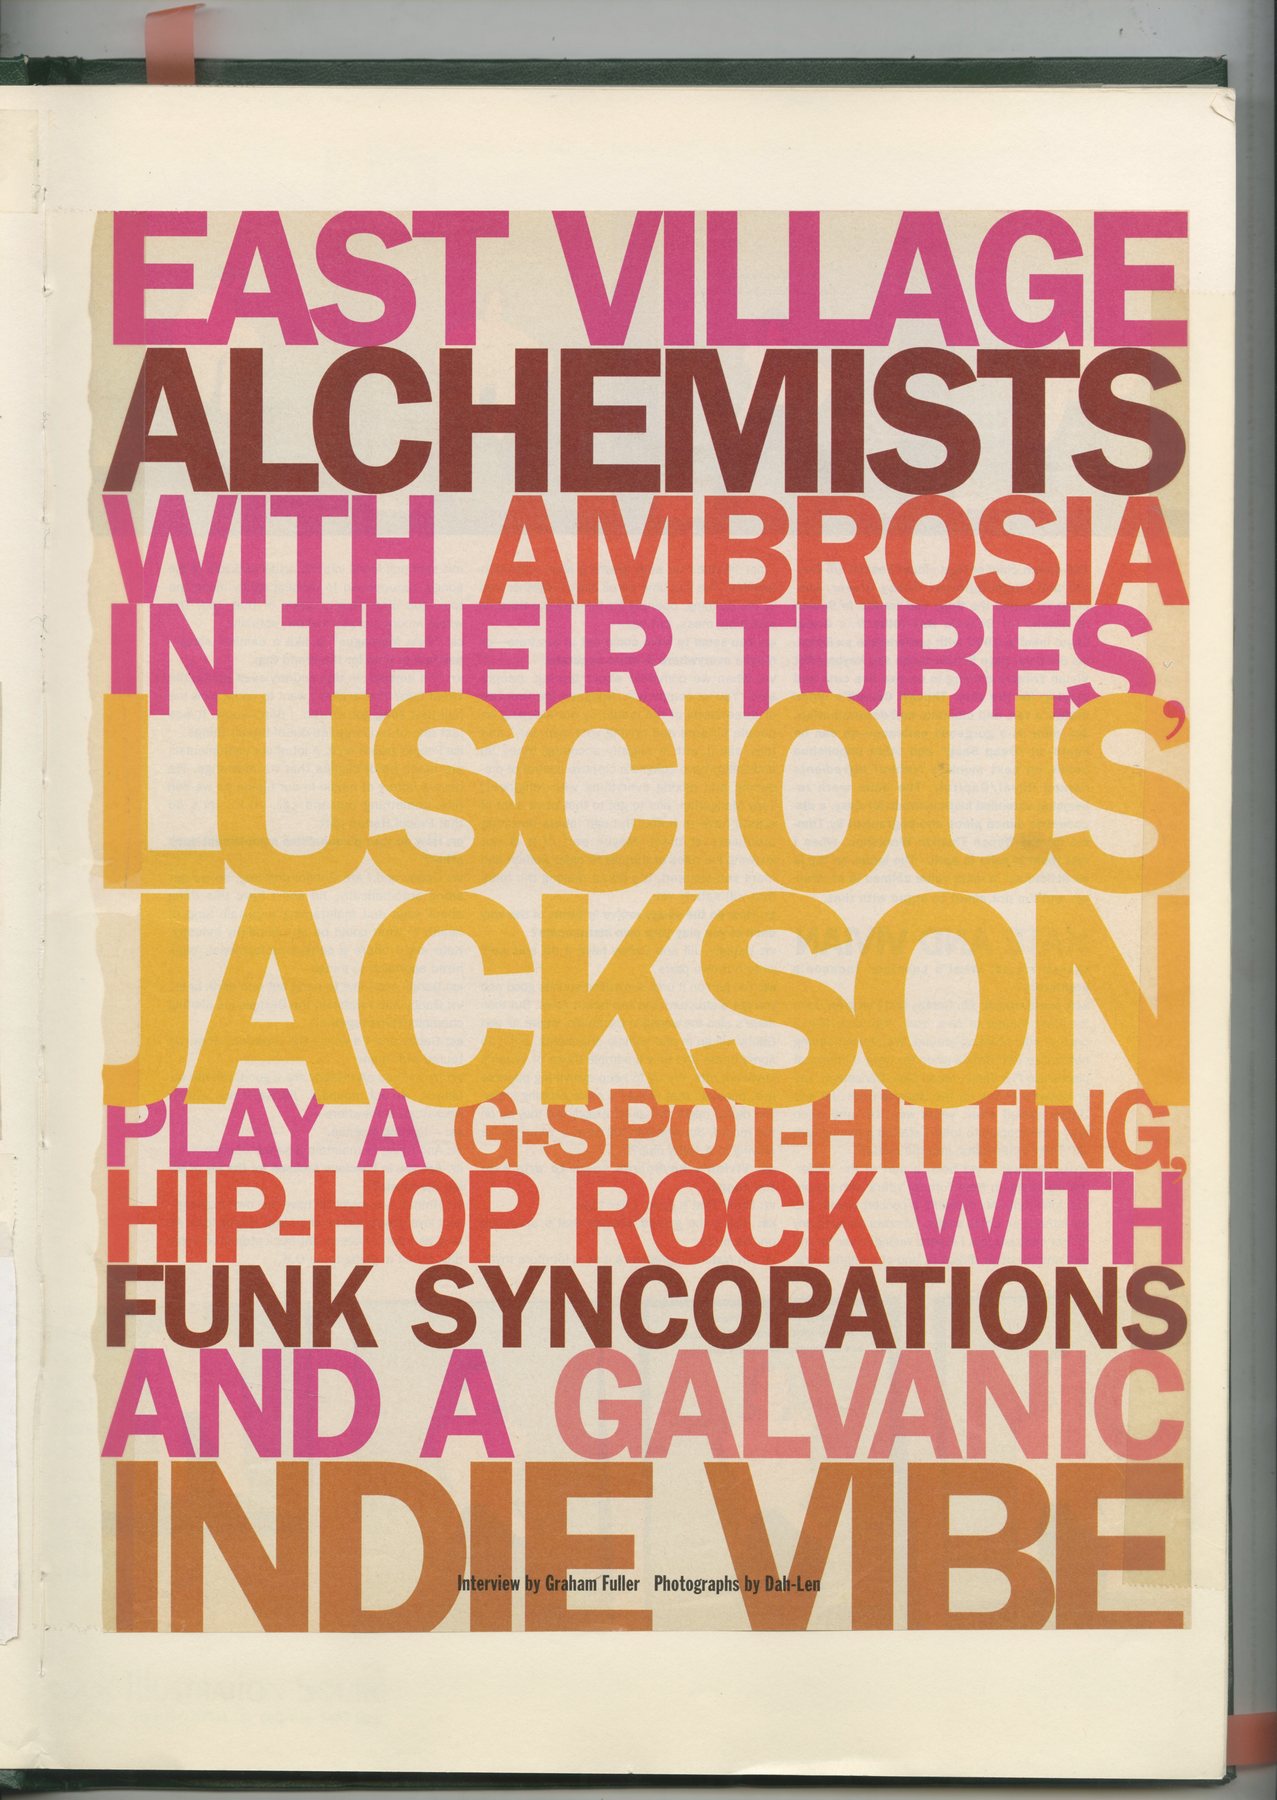 EAST VILLAGE
ALCHEMISTS
WITH AMBROSIA
IN THEIR TUBES,
LUSCIOUS
JACKSON
PLAY A G-SPOT-HITTING,
HIP-HOP ROCK WITH
FUNK SYNCOPATIONS
AND A GALVANIC
INDIE VIBE
Interview by Graham Fuller Photographs by Dah-Len